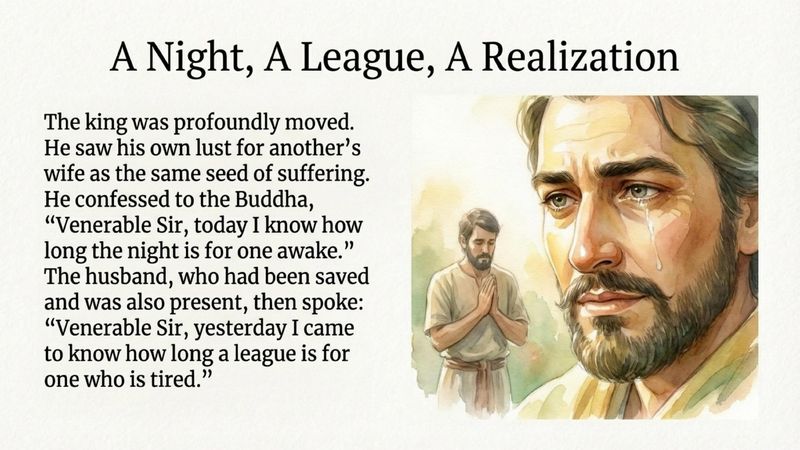 A Night, A League, A Realization
The king was profoundly moved.
He saw his own lust for another’s
wife as the same seed of suffering.
He confessed to the Buddha,
“Venerable Sir, today I know how
long the night is for one awake.”
The husband, who had been saved
and was also present, then spoke:
“Venerable Sir, yesterday I came
to know how long a league is for
one who is tired.”